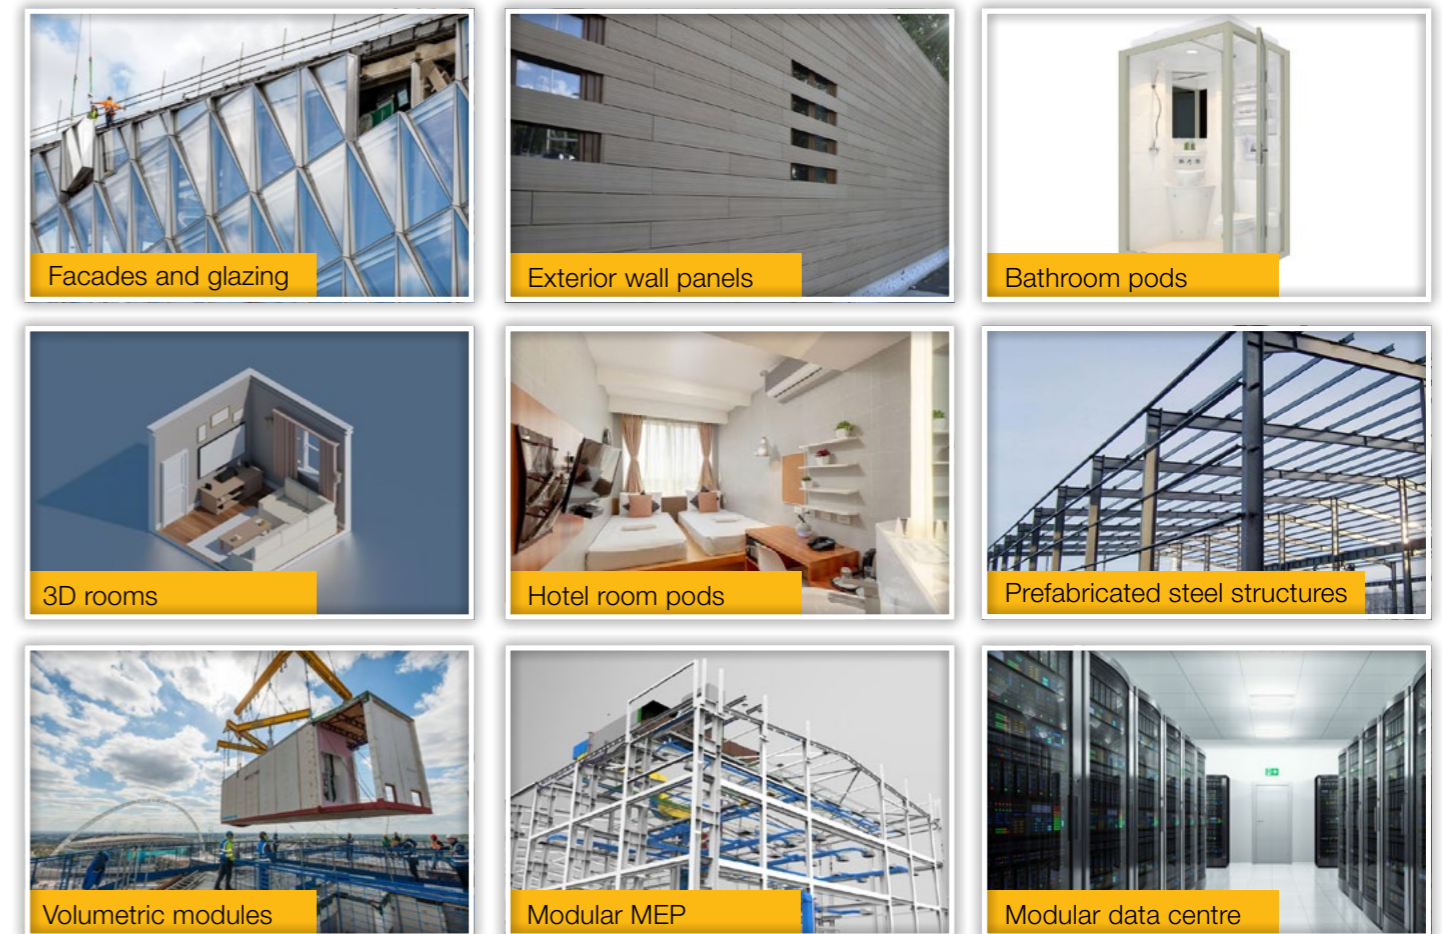 Facades and glazing
Exterior wall panels
Bathroom pods
3D rooms
Hotel room pods
Prefabricated steel structures
Volumetric modules
Modular MEP
Modular data centre